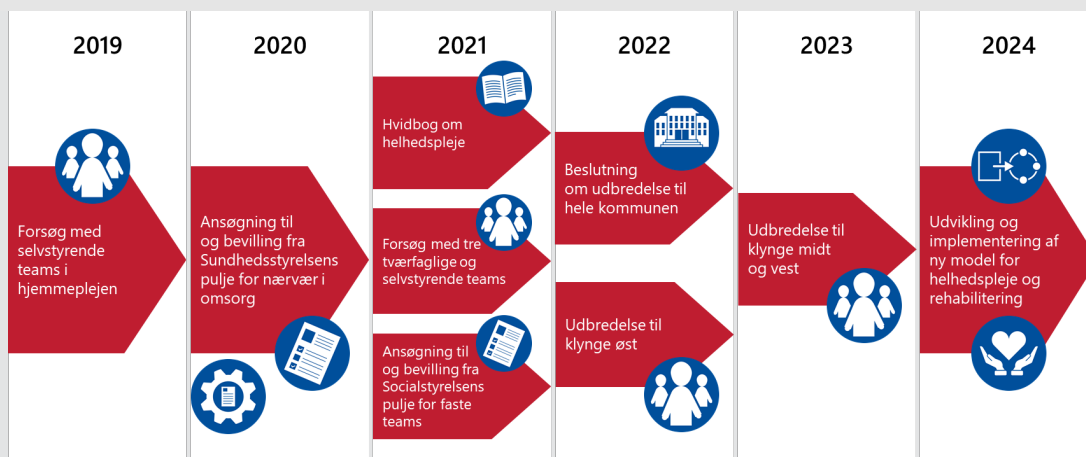 2019
Forsøg med
selvstyrende
teams i
hjemmeplejen
2020
Ansøgning til
og bevilling fra
Sundhedsstyrelsens
pulje for nærvær i
omsorg
2021
Hvidbog om
helhedspleje
Forsøg med tre
tværfaglige og
selvstyrende teams
Ansøgning til
og bevilling fra
Socialstyrelsens
pulje for faste
teams
2022
Beslutning
om udbredelse til
hele kommunen
Udbredelse til
klynge øst
2023
Udbredelse til
klynge midt
og vest
2024
Udvikling og
implementering af
ny model for
helhedspleje og
rehabilitering